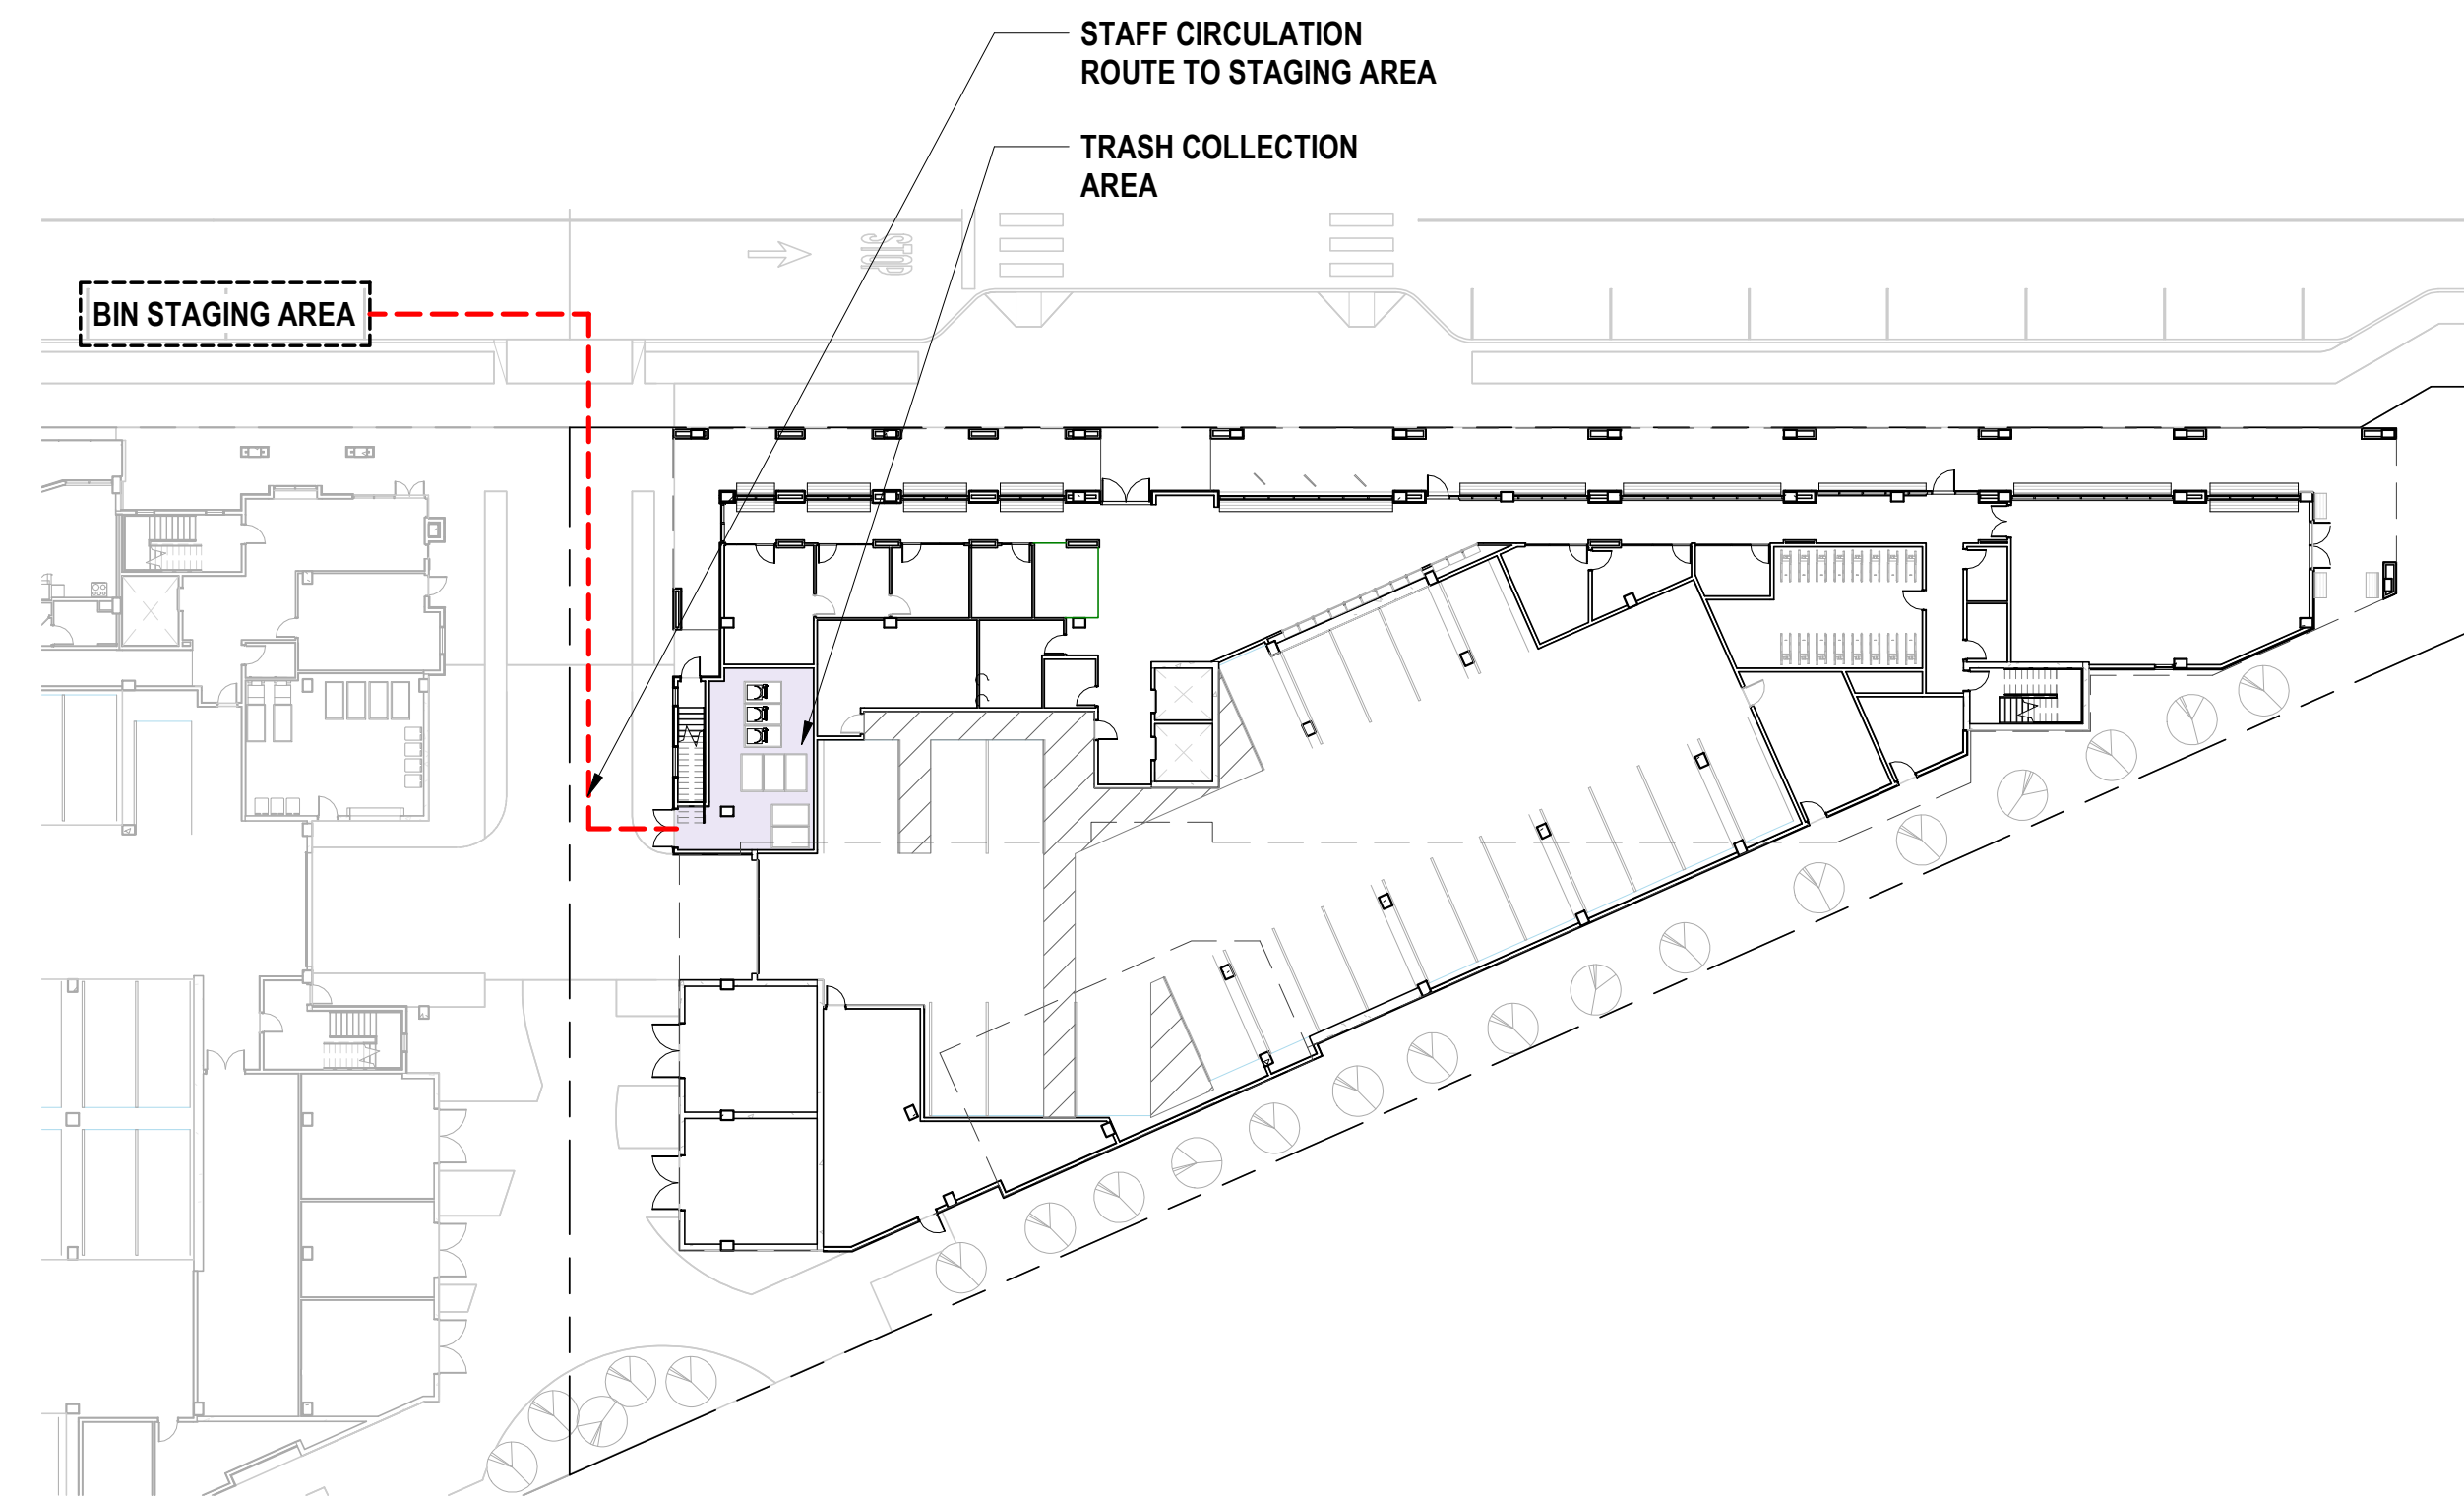 STAFF CIRCULATION
ROUTE TO STAGING AREA
TRASH COLLECTION
AREA
STOP
BIN STAGING AREA